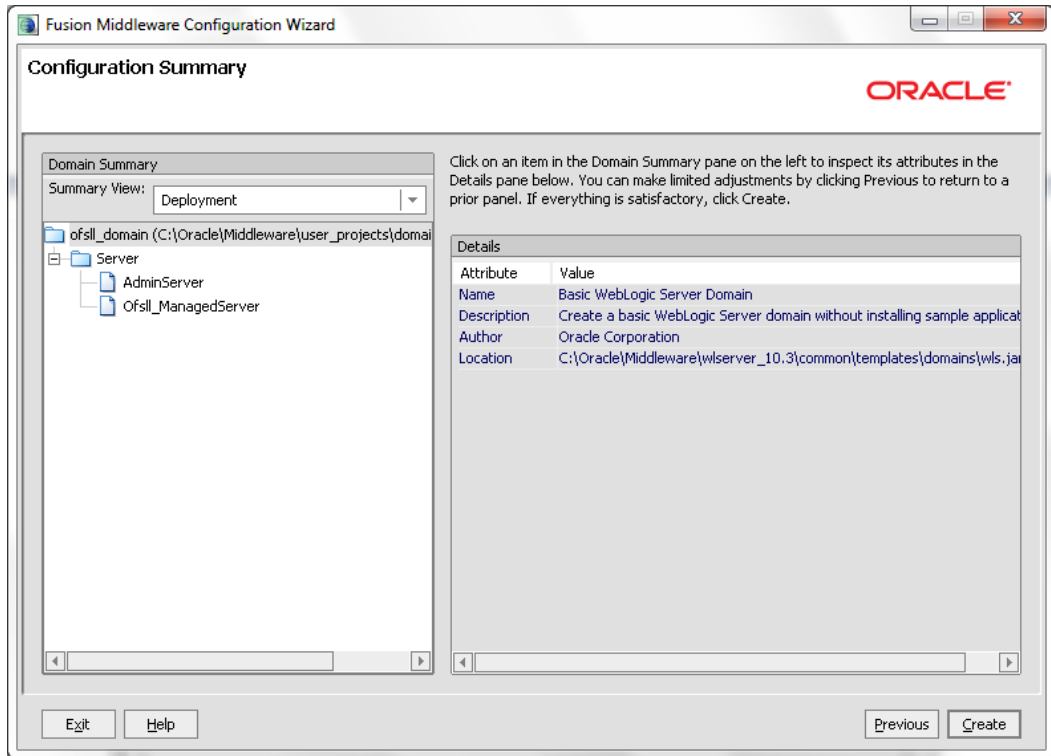 Fusion Middleware Configuration Wizard
Configuration Summary
ORACLE
Domain Summary
Summary View:
Deployment
ofsll_domain (C:\Oracle\Middleware\user_projects\domai
Server
AdminServer
Ofsll_ManagedServer
Click on an item in the Domain Summary pane on the left to inspect its attributes in the
Details pane below. You can make limited adjustments by clicking Previous to return to a
prior panel. If everything is satisfactory, click Create.
Details
Attribute Value
Name Basic WebLogic Server Domain
Description Create a basic WebLogic Server domain without installing sample applicat
Author Oracle Corporation
Location C:\Oracle\Middleware\wlserver_10.3\common\templates\domains\wls.jar
Exit Help Previous Create